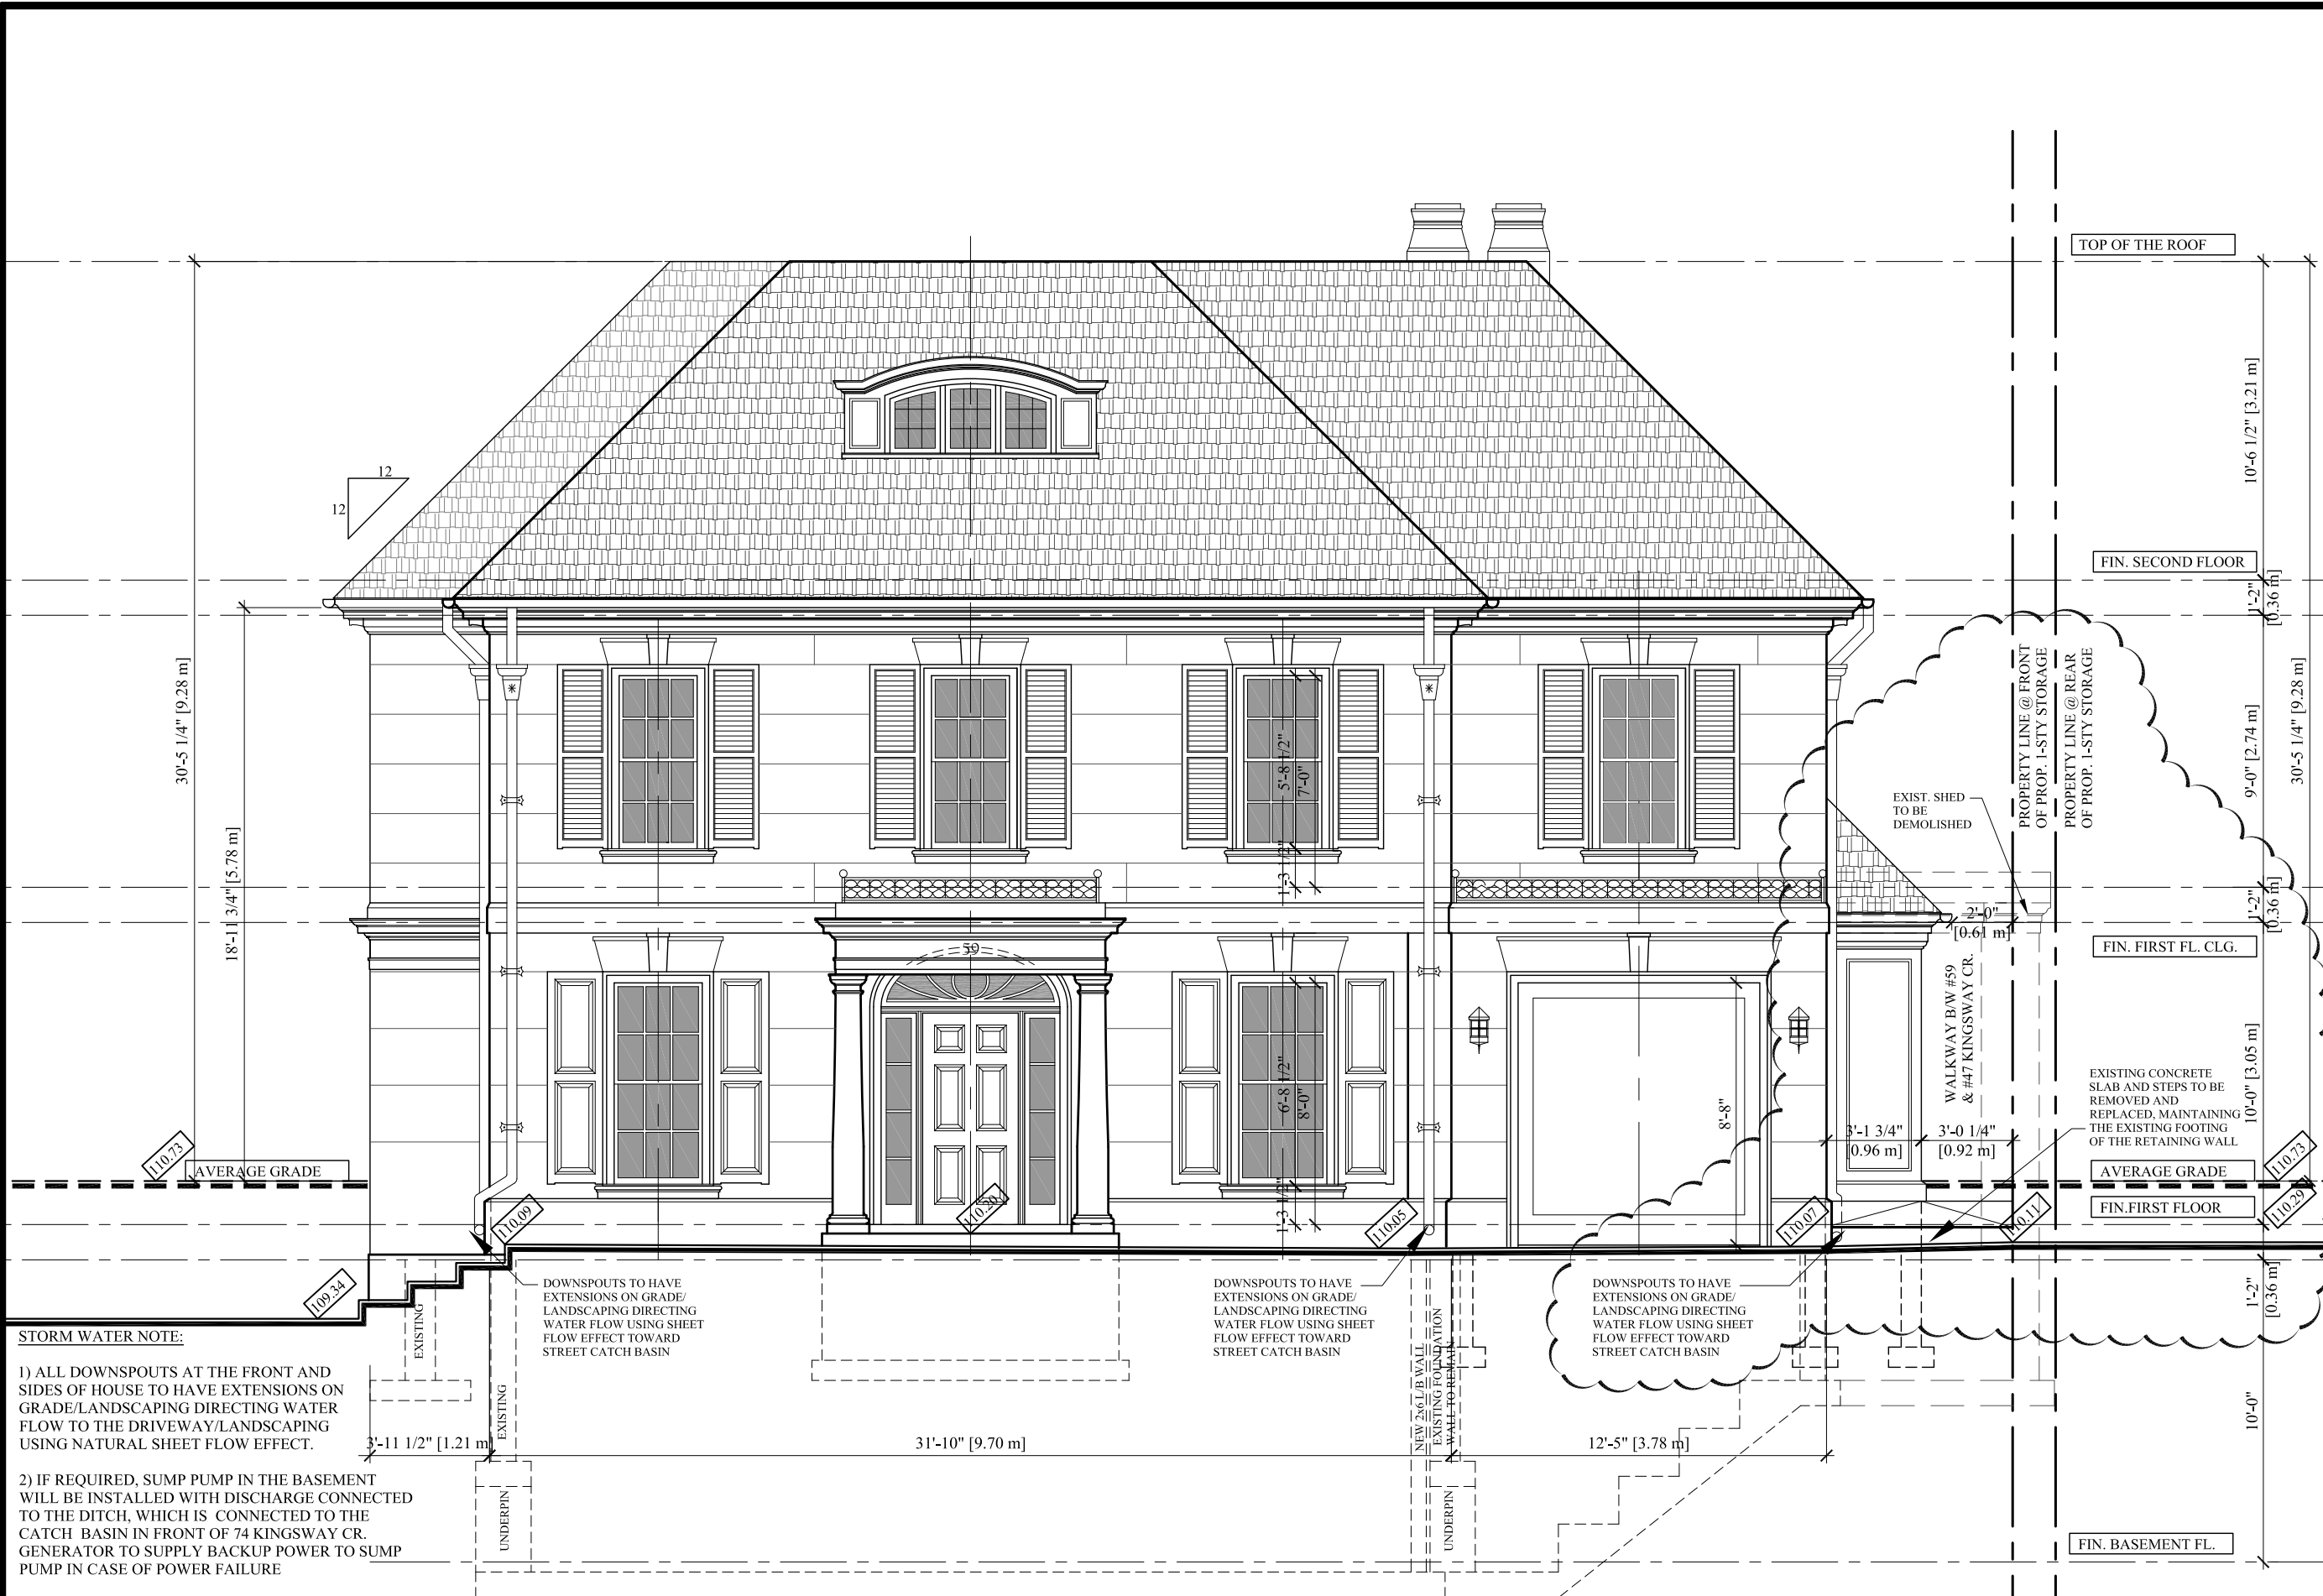 TOP OF THE ROOF
10'-6 1/2" [3.21 m]
12
12
FIN. SECOND FLOOR
1'-2"
[0.36 m]
30'-5 1/4" [9.28 m]
18'-11 3/4" [5.78 m]
5'-8 1/2"
7'-0"
1'-3 1/2"
PROPERTY LINE @ FRONT
OF PROP. 1-STY STORAGE
PROPERTY LINE @ REAR
OF PROP. 1-STY STORAGE
9'-0" [2.74 m]
30'-5 1/4" [9.28 m]
EXIST. SHED
TO BE
DEMOLISHED
2'-0"
[0.61 m]
1'-2"
[0.36 m]
FIN. FIRST FL. CLG.
59
WALKWAY B/W #59
& #47 KINGSWAY CR.
6'-8 1/2"
8'-0"
1'-3 1/2"
8'-8"
10'-0" [3.05 m]
EXISTING CONCRETE
SLAB AND STEPS TO BE
REMOVED AND
REPLACED, MAINTAINING
THE EXISTING FOOTING
OF THE RETAINING WALL
3'-1 3/4"
[0.96 m]
3'-0 1/4"
[0.92 m]
110.73
AVERAGE GRADE
AVERAGE GRADE
110.73
FIN.FIRST FLOOR
110.29
110.09
110.20
110.05
110.07
110.11
109.34
1'-2"
[0.36 m]
DOWNSPOUTS TO HAVE
EXTENSIONS ON GRADE/
LANDSCAPING DIRECTING
WATER FLOW USING SHEET
FLOW EFFECT TOWARD
STREET CATCH BASIN
DOWNSPOUTS TO HAVE
EXTENSIONS ON GRADE/
LANDSCAPING DIRECTING
WATER FLOW USING SHEET
FLOW EFFECT TOWARD
STREET CATCH BASIN
DOWNSPOUTS TO HAVE
EXTENSIONS ON GRADE/
LANDSCAPING DIRECTING
WATER FLOW USING SHEET
FLOW EFFECT TOWARD
STREET CATCH BASIN
EXISTING
EXISTING
NEW 2x6 L/B WALL
EXISTING FOUNDATION
WALL TO REMAIN
3'-11 1/2" [1.21 m]
31'-10" [9.70 m]
12'-5" [3.78 m]
10'-0"
UNDERPIN
UNDERPIN
FIN. BASEMENT FL.
STORM WATER NOTE:
1) ALL DOWNSPOUTS AT THE FRONT AND
SIDES OF HOUSE TO HAVE EXTENSIONS ON
GRADE/LANDSCAPING DIRECTING WATER
FLOW TO THE DRIVEWAY/LANDSCAPING
USING NATURAL SHEET FLOW EFFECT.
2) IF REQUIRED, SUMP PUMP IN THE BASEMENT
WILL BE INSTALLED WITH DISCHARGE CONNECTED
TO THE DITCH, WHICH IS CONNECTED TO THE
CATCH BASIN IN FRONT OF 74 KINGSWAY CR.
GENERATOR TO SUPPLY BACKUP POWER TO SUMP
PUMP IN CASE OF POWER FAILURE